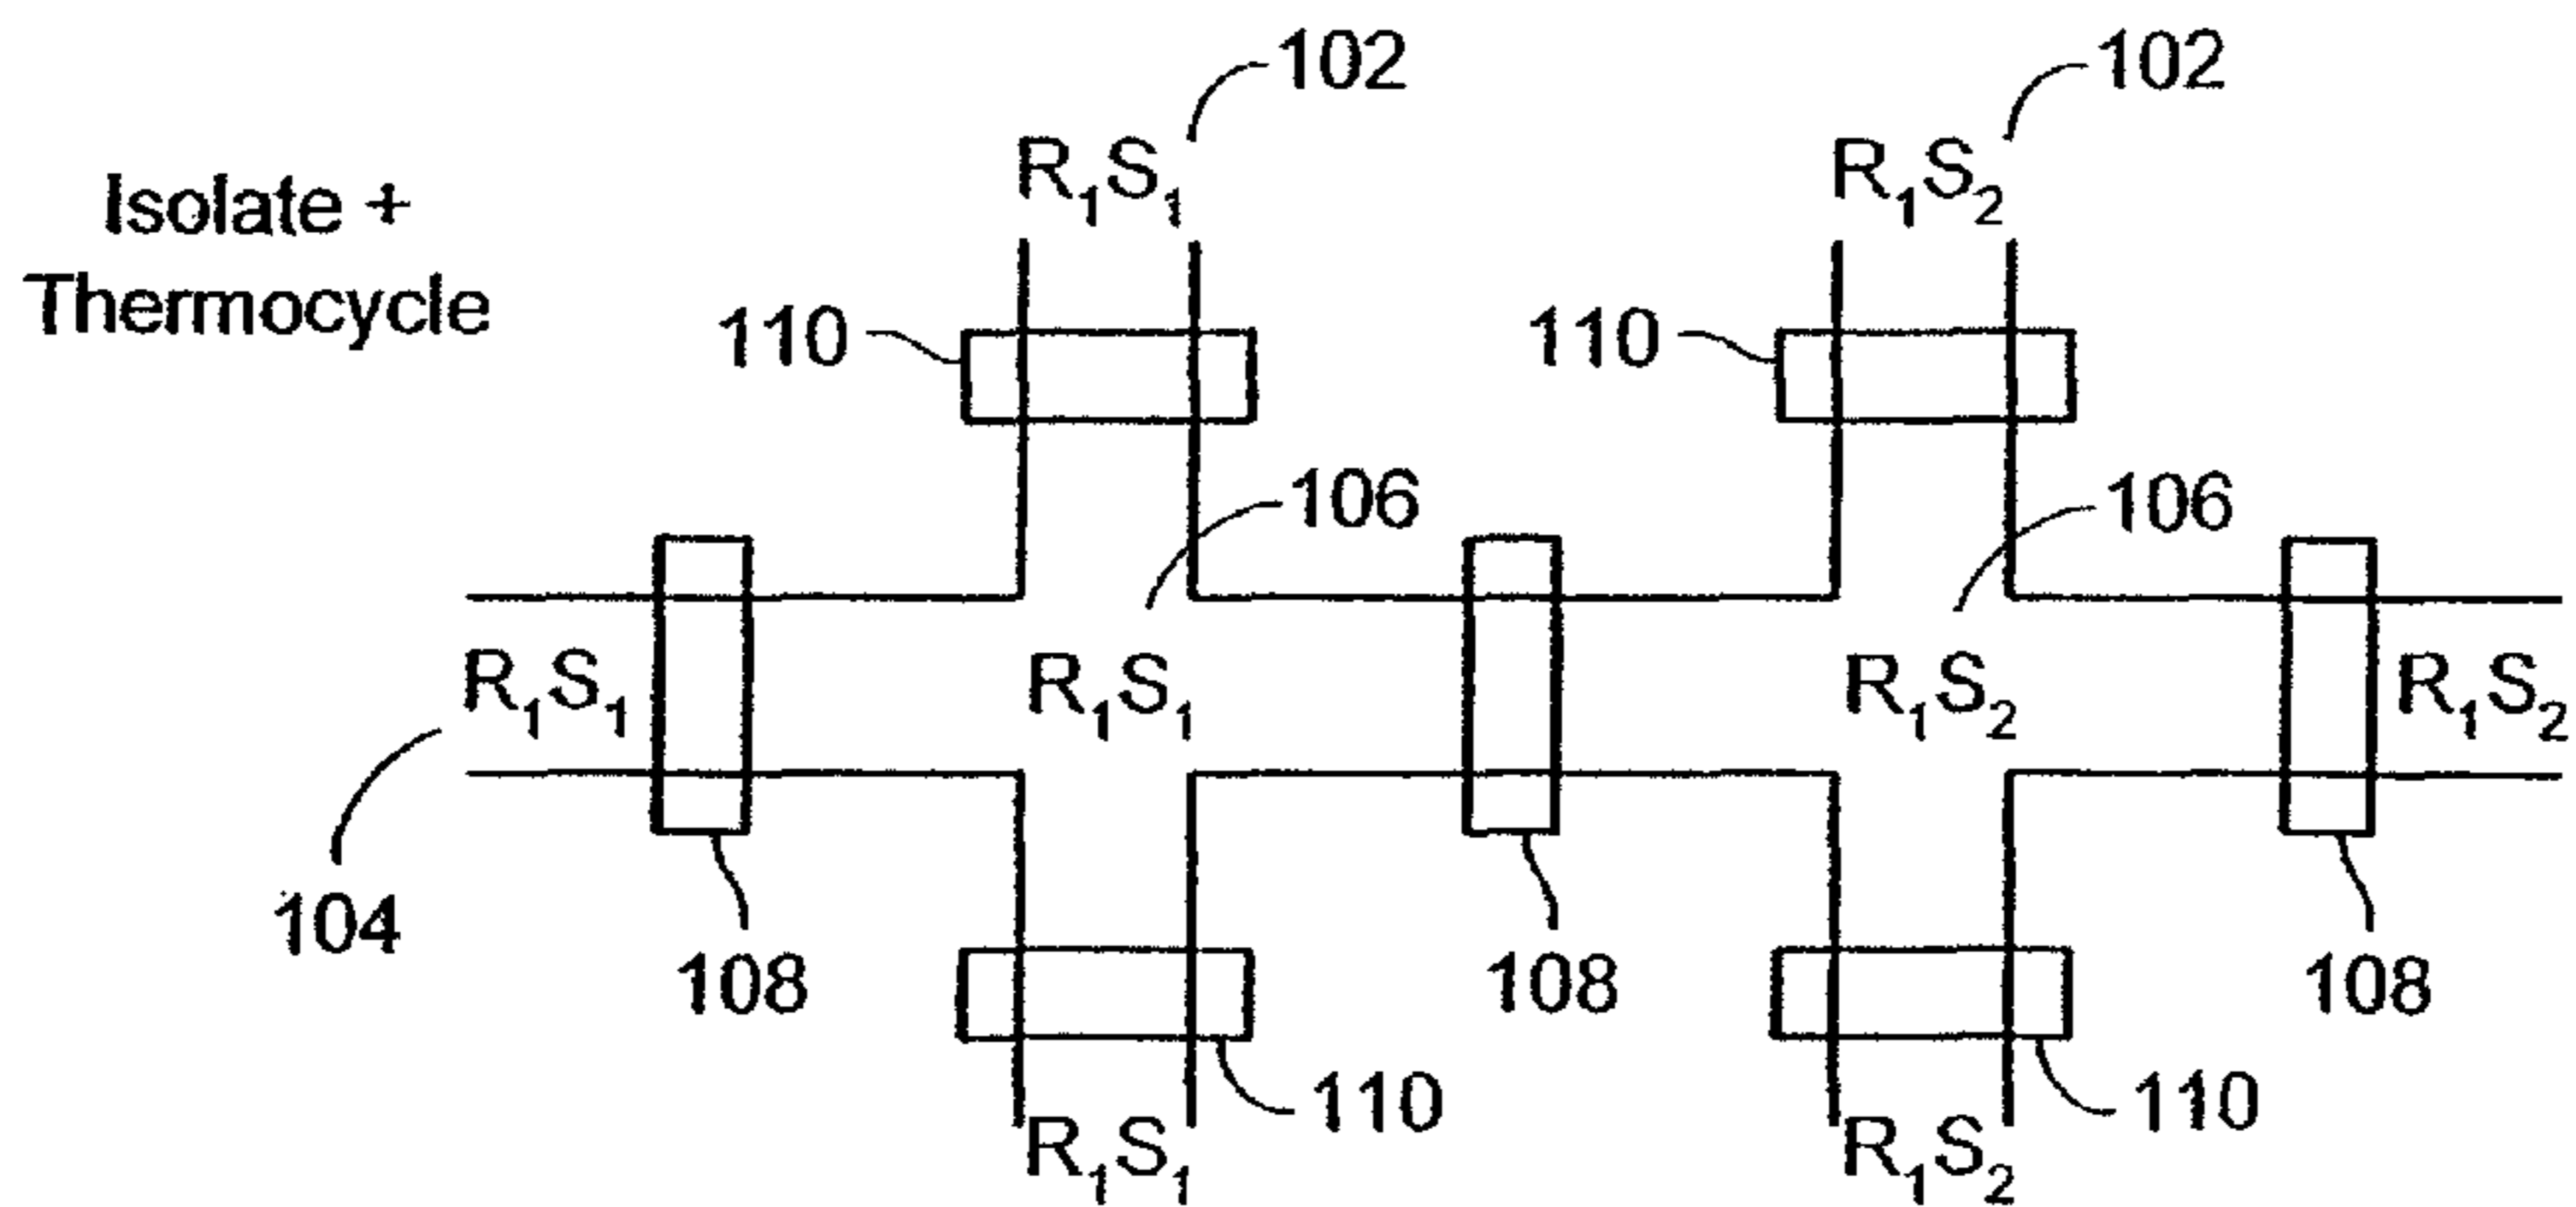 102 102
R₁S₁ R₁S₂
Isolate +
Thermocycle
110 110
106 106
R₁S₁ R₁S₁ R₁S₂ R₁S₂
104 108 108 108
110 110
R₁S₁ R₁S₂